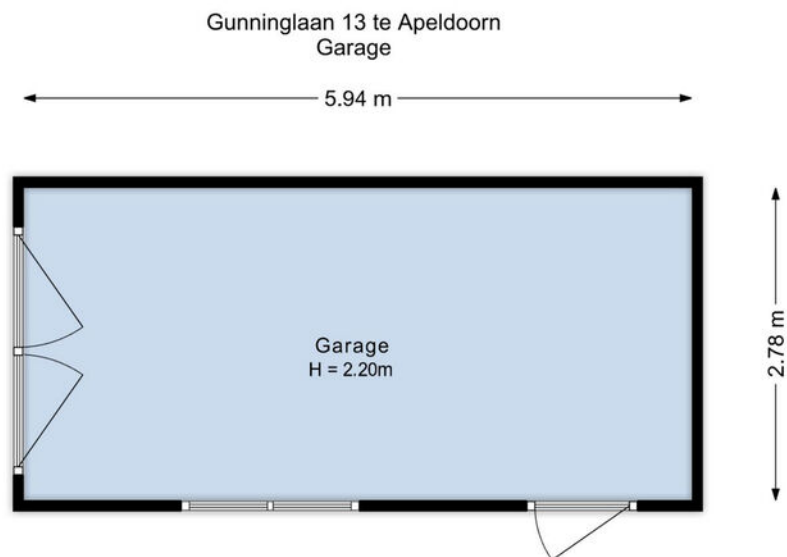 Gunninglaan 13 te Apeldoorn
Garage
5.94 m
Garage
H = 2.20m
2.78 m